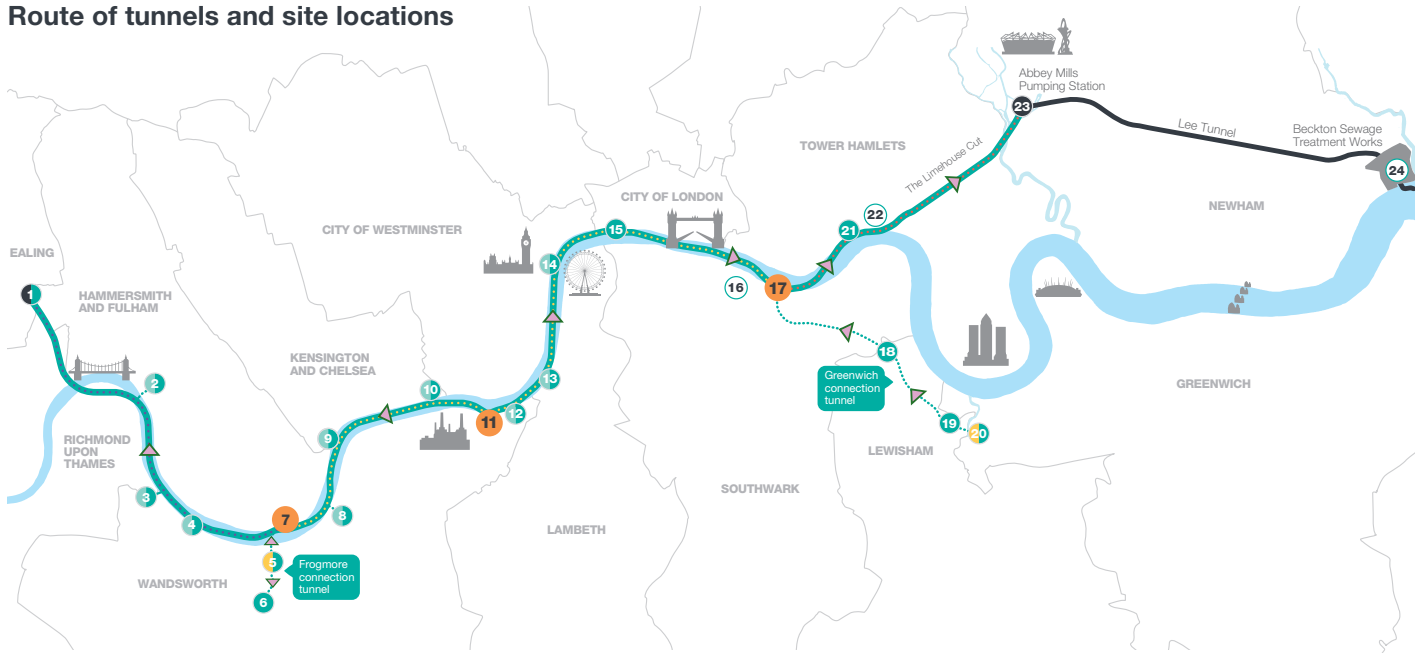 Route of tunnels and site locations
Abbey Mills
Pumping Station
23
Lee Tunnel
Beckton Sewage
Treatment Works
24
TOWER HAMLETS
The Limehouse Cut
NEWHAM
CITY OF LONDON
22
21
15
CITY OF WESTMINSTER
EALING
14
16
17
1
HAMMERSMITH
AND FULHAM
KENSINGTON
AND CHELSEA
18
Greenwich
connection
tunnel
GREENWICH
2
10
13
12
11
19
20
LEWISHAM
RICHMOND
UPON
THAMES
9
3
4
7
8
SOUTHWARK
LAMBETH
5
Frogmore
connection
tunnel
WANDSWORTH
6